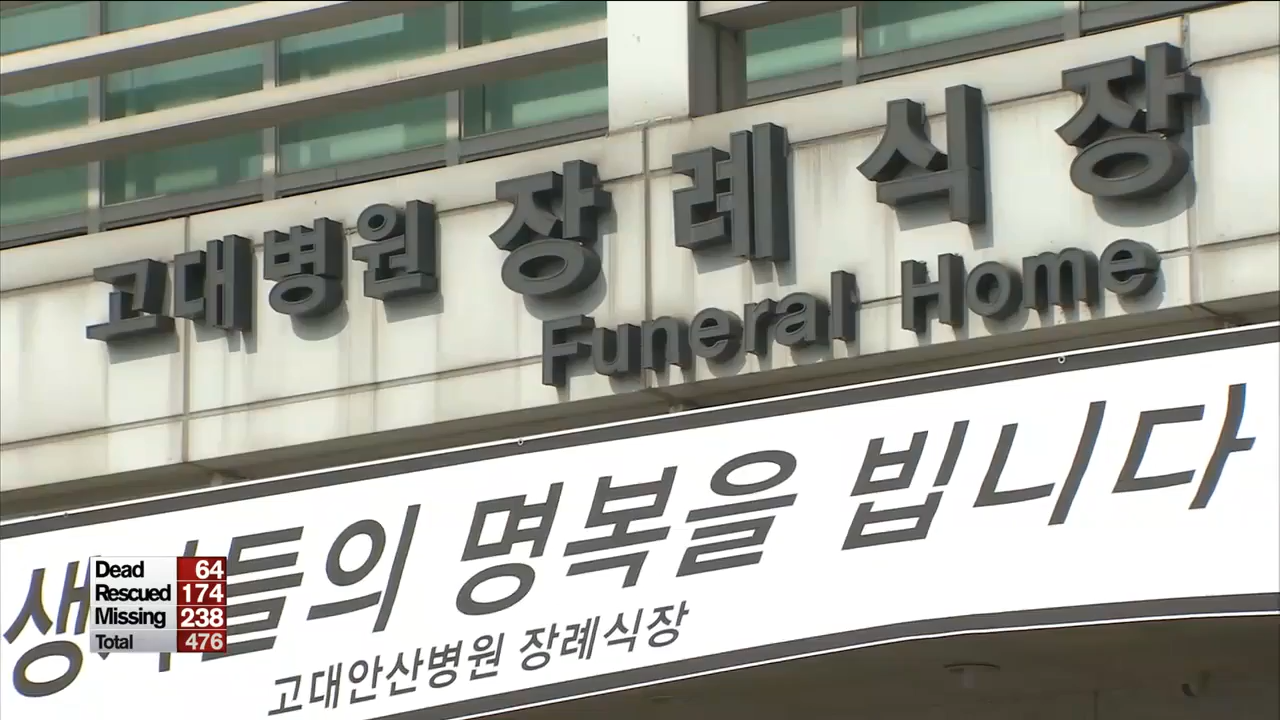 고대병원 장례식장
Funeral Home
들의 명복을 빕니다
고대안산병원 장례식장
Dead 64
Rescued 174
Missing 238
Total 476